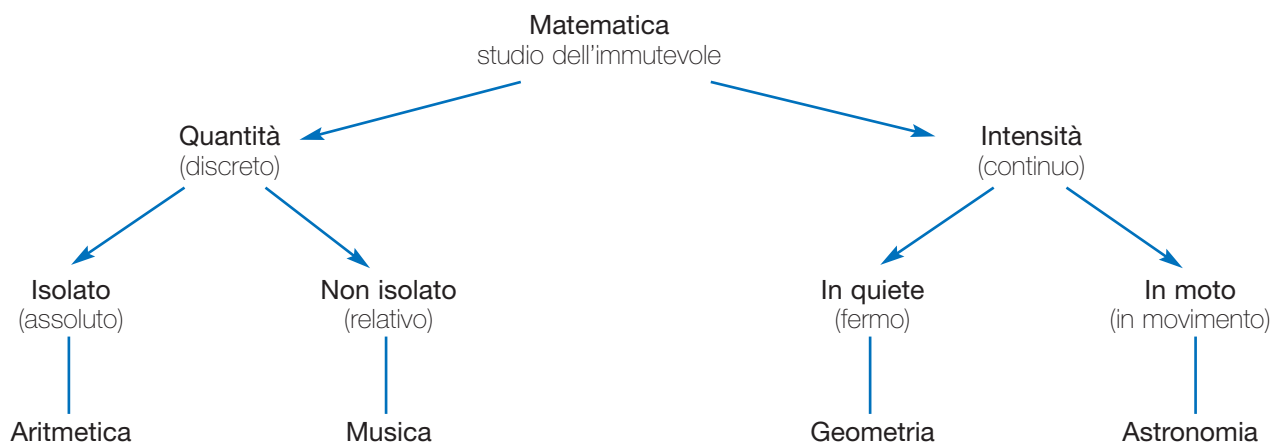 Matematica
studio dell'immutevole
Quantità
(discreto)
Intensità
(continuo)
Isolato
(assoluto)
Non isolato
(relativo)
In quiete
(fermo)
In moto
(in movimento)
Aritmetica
Musica
Geometria
Astronomia